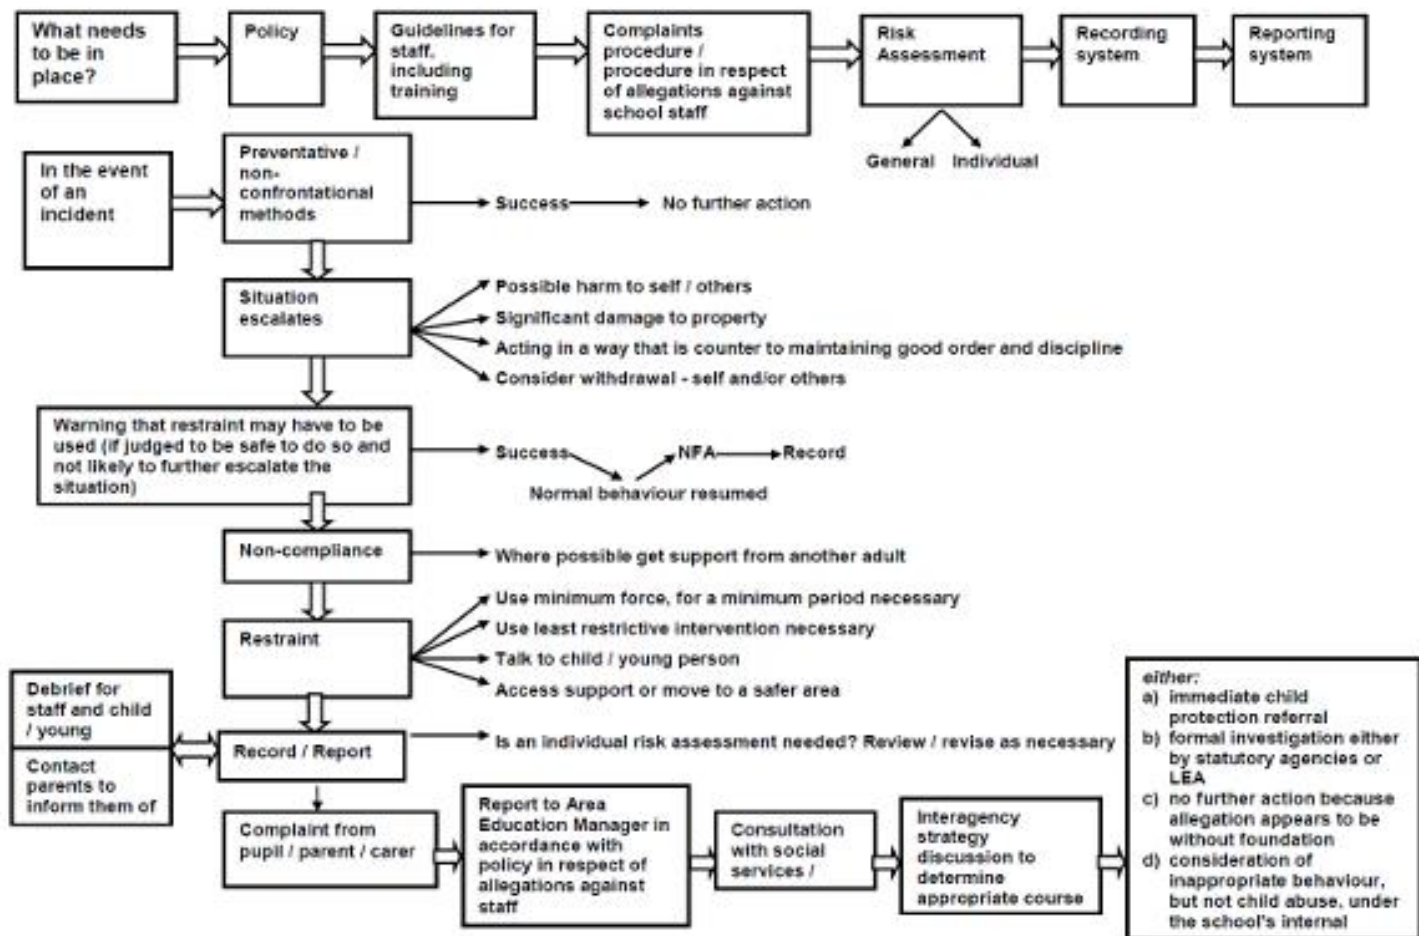 What needs
to be in
place?
Policy
Guidelines for
staff,
including
training
Complaints
procedure /
procedure in respect
of allegations against
school staff
Risk
Assessment
Recording
system
Reporting
system
General
Individual
In the event
of an
incident
Preventative /
non-
confrontational
methods
Success
No further action
Situation
escalates
Possible harm to self / others
Significant damage to property
Acting in a way that is counter to maintaining good order and discipline
Consider withdrawal - self and/or others
Warning that restraint may have to be
used (if judged to be safe to do so and
not likely to further escalate the
situation)
Success
NFA
Record
Normal behaviour resumed
Non-compliance
Where possible get support from another adult
Restraint
Use minimum force, for a minimum period necessary
Use least restrictive intervention necessary
Talk to child / young person
Access support or move to a safer area
Debrief for
staff and child
/ young
Contact
parents to
inform them of
Record / Report
Is an individual risk assessment needed? Review / revise as necessary
Complaint from
pupil / parent / carer
Report to Area
Education Manager in
accordance with
policy in respect of
allegations against
staff
Consultation
with social
services /
Interagency
strategy
discussion to
determine
appropriate course
either:
a) immediate child
protection referral
b) formal investigation either
by statutory agencies or
LEA
c) no further action because
allegation appears to be
without foundation
d) consideration of
inappropriate behaviour,
but not child abuse, under
the school's internal